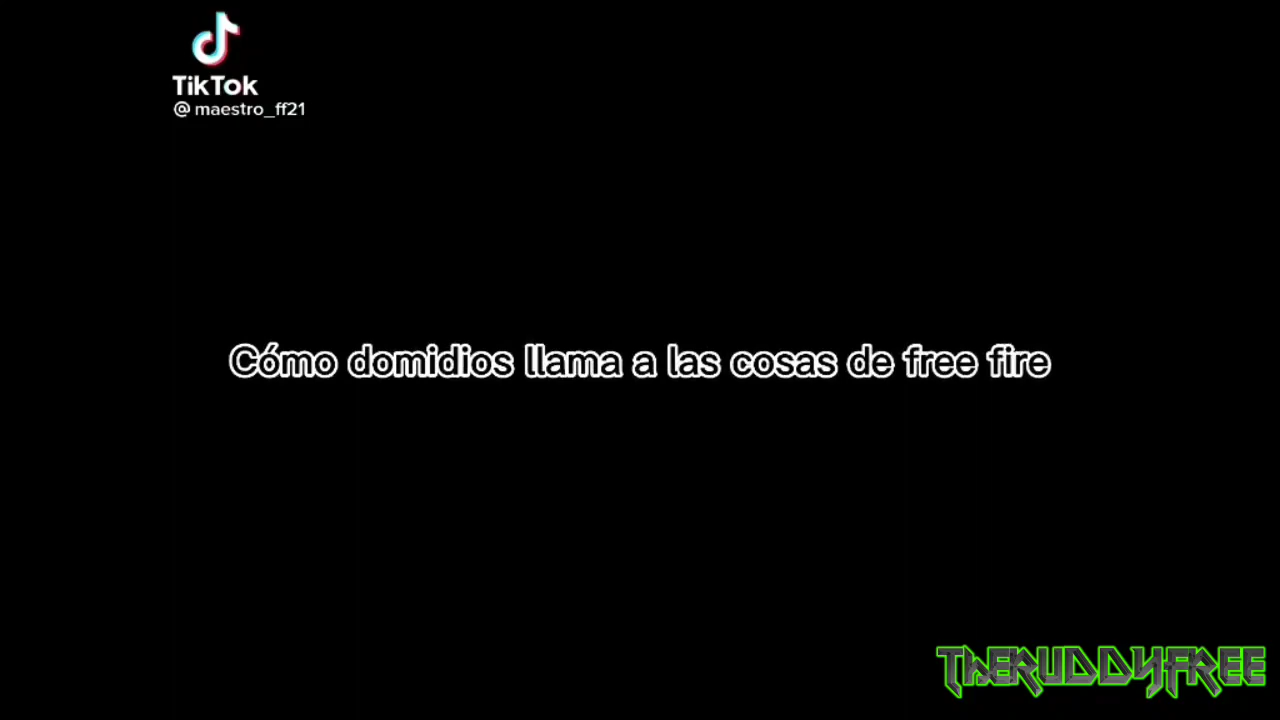 TikTok
@ maestro_ff21
Cómo domidios llama a las cosas de free fire
THERUDDYFREE